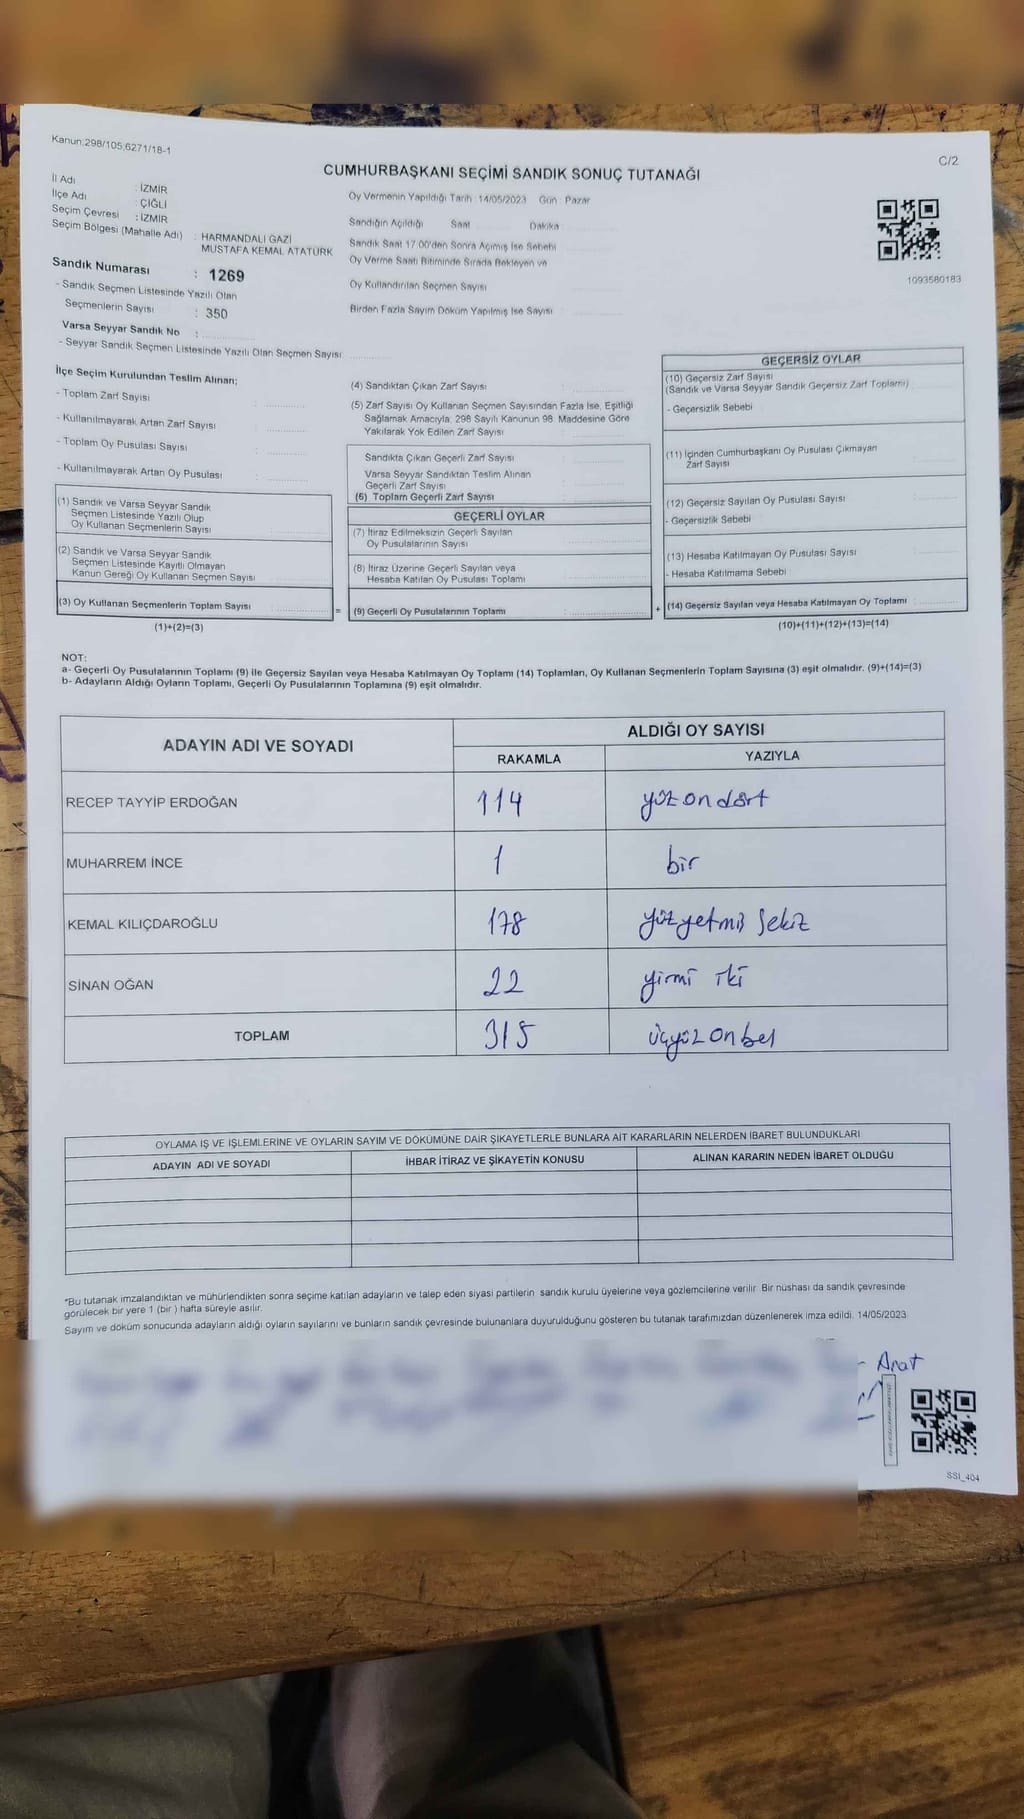 Kanun:298/105,6271/18-1
C/2
CUMHURBAŞKANI SEÇİMİ SANDIK SONUÇ TUTANAĞI
İl Adı : İZMİR
İlçe Adı : ÇİĞLİ
Seçim Çevresi : İZMİR
Seçim Bölgesi (Mahalle Adı) : HARMANDALI GAZİ
MUSTAFA KEMAL ATATÜRK
Sandık Numarası : 1269
- Sandık Seçmen Listesinde Yazılı Olan
Seçmenlerin Sayısı : 350
Varsa Seyyar Sandık No :
- Seyyar Sandık Seçmen Listesinde Yazılı Olan Seçmen Sayısı
Oy Vermenin Yapıldığı Tarih :14/05/2023 Gün : Pazar
Sandığın Açıldığı Saat Dakika
Sandık Saat 17.00'den Sonra Açımış İse Sebebi
Oy Verme Saati Bitiminde Sırada Bekleyen ve
Oy Kullandırılan Seçmen Sayısı
Birden Fazla Sayım Döküm Yapılmış İse Sayısı
1093580183
İlçe Seçim Kurulundan Teslim Alınan;
- Toplam Zarf Sayısı :
- Kullanılmayarak Artan Zarf Sayısı :
- Toplam Oy Pusulası Sayısı :
- Kullanılmayarak Artan Oy Pusulası :
(1) Sandık ve Varsa Seyyar Sandık
Seçmen Listesinde Yazılı Olup
Oy Kullanan Seçmenlerin Sayısı :
(2) Sandık ve Varsa Seyyar Sandık
Seçmen Listesinde Kayıtlı Olmayan
Kanun Gereği Oy Kullanan Seçmen Sayısı :
(3) Oy Kullanan Seçmenlerin Toplam Sayısı :
(1)+(2)=(3)
(4) Sandıktan Çıkan Zarf Sayısı :
(5) Zarf Sayısı Oy Kullanan Seçmen Sayısından Fazla İse, Eşitliği
Sağlamak Amacıyla, 298 Sayılı Kanunun 98. Maddesine Göre
Yakılarak Yok Edilen Zarf Sayısı :
Sandıkta Çıkan Geçerli Zarf Sayısı :
Varsa Seyyar Sandıktan Teslim Alınan
Geçerli Zarf Sayısı :
(6) Toplam Geçerli Zarf Sayısı :
GEÇERLİ OYLAR
(7) İtiraz Edilmeksizin Geçerli Sayılan
Oy Pusulalarının Sayısı :
(8) İtiraz Üzerine Geçerli Sayılan veya
Hesaba Katılan Oy Pusulası Toplamı :
= (9) Geçerli Oy Pusulalarının Toplamı : +
GEÇERSİZ OYLAR
(10) Geçersiz Zarf Sayısı
(Sandık ve Varsa Seyyar Sandık Geçersiz Zarf Toplamı)
- Geçersizlik Sebebi
(11) İçinden Cumhurbaşkanı Oy Pusulası Çıkmayan
Zarf Sayısı
(12) Geçersiz Sayılan Oy Pusulası Sayısı :
- Geçersizlik Sebebi
(13) Hesaba Katılmayan Oy Pusulası Sayısı :
- Hesaba Katılmama Sebebi
(14) Geçersiz Sayılan veya Hesaba Katılmayan Oy Toplamı :
(10)+(11)+(12)+(13)=(14)
NOT:
a- Geçerli Oy Pusulalarının Toplamı (9) ile Geçersiz Sayılan veya Hesaba Katılmayan Oy Toplamı (14) Toplamları, Oy Kullanan Seçmenlerin Toplam Sayısına (3) eşit olmalıdır. (9)+(14)=(3)
b- Adayların Aldığı Oyların Toplamı, Geçerli Oy Pusulalarının Toplamına (9) eşit olmalıdır.
ADAYIN ADI VE SOYADI ALDIĞI OY SAYISI
RAKAMLA YAZIYLA
RECEP TAYYİP ERDOĞAN 114 yüz on dört
MUHARREM İNCE 1 bir
KEMAL KILIÇDAROĞLU 178 yüz yetmiş sekiz
SİNAN OĞAN 22 yirmi iki
TOPLAM 315 üçyüz on beş
OYLAMA İŞ VE İŞLEMLERİNE VE OYLARIN SAYIM VE DÖKÜMÜNE DAİR ŞİKAYETLERLE BUNLARA AİT KARARLARIN NELERDEN İBARET BULUNDUKLARI
ADAYIN ADI VE SOYADI İHBAR İTİRAZ VE ŞİKAYETİN KONUSU ALINAN KARARIN NEDEN İBARET OLDUĞU
*Bu tutanak imzalandıktan ve mühürlendikten sonra seçime katılan adayların ve talep eden siyasi partilerin sandık kurulu üyelerine veya gözlemcilerine verilir. Bir nüshası da sandık çevresinde
görülecek bir yere 1 (bir ) hafta süreyle asılır.
Sayım ve döküm sonucunda adayların aldığı oyların sayılarını ve bunların sandık çevresinde bulunanlara duyurulduğunu gösteren bu tutanak tarafımızdan düzenlenerek imza edildi. 14/05/2023
Arat
SSI_404